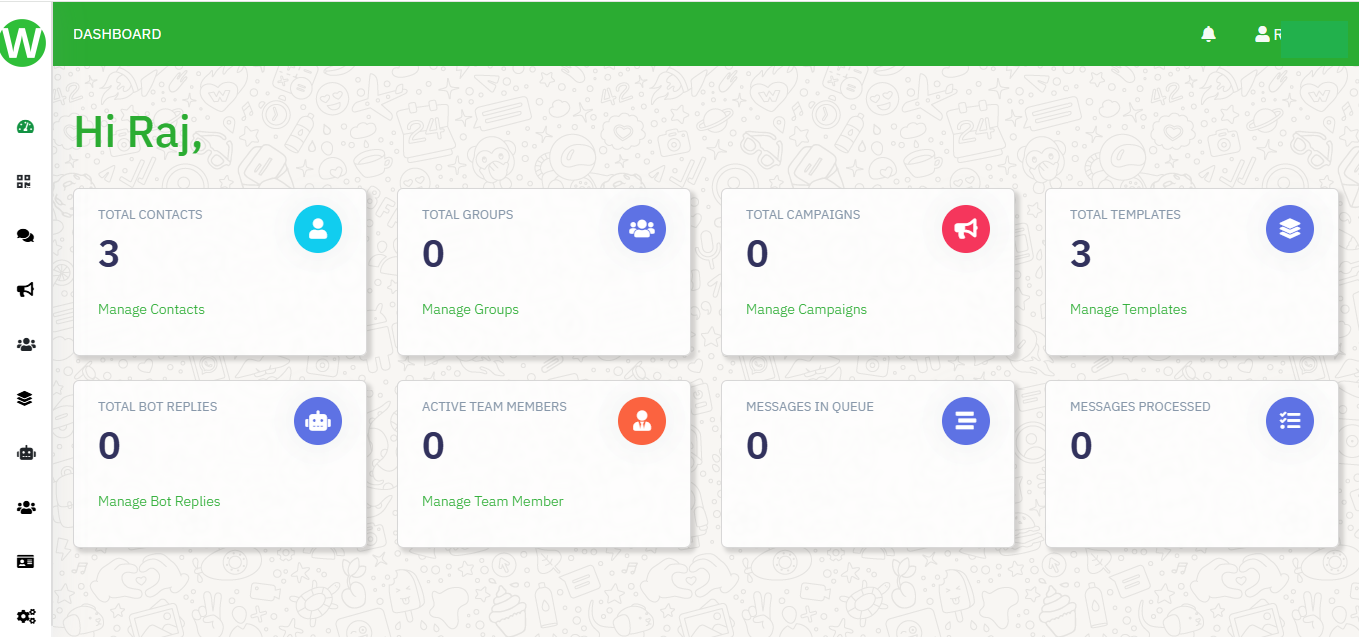 W
DASHBOARD
R
Hi Raj,
TOTAL CONTACTS
3
Manage Contacts
TOTAL GROUPS
0
Manage Groups
TOTAL CAMPAIGNS
0
Manage Campaigns
TOTAL TEMPLATES
3
Manage Templates
TOTAL BOT REPLIES
0
Manage Bot Replies
ACTIVE TEAM MEMBERS
0
Manage Team Member
MESSAGES IN QUEUE
0
MESSAGES PROCESSED
0